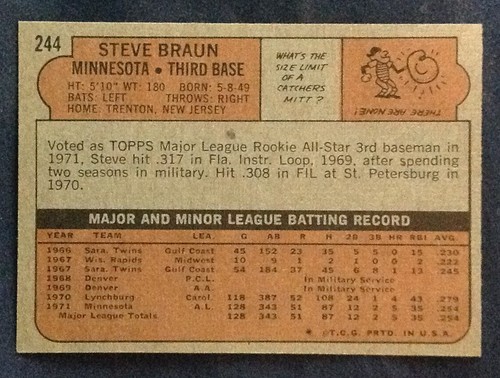 244
STEVE BRAUN
MINNESOTA • THIRD BASE
HT: 5'10" WT: 180 BORN: 5-8-49
BATS: LEFT THROWS: RIGHT
HOME: TRENTON, NEW JERSEY
WHAT'S THE
SIZE LIMIT
OF A
CATCHERS
MITT?
THERE ARE NONE!
Voted as TOPPS Major League Rookie All-Star 3rd baseman in
1971, Steve hit .317 in Fla. Instr. Loop, 1969, after spending
two seasons in military. Hit .308 in FIL at St. Petersburg in
1970.
MAJOR AND MINOR LEAGUE BATTING RECORD
YEAR TEAM LEA. G AB R H 2B 3B HR RBI AVG.
1966 Sara. Twins Gulf Coast 45 152 23 35 5 5 0 15 .230
1967 Wis. Rapids Midwest 10 9 1 2 1 0 0 2 .222
1967 Sara. Twins Gulf Coast 54 184 37 45 6 8 1 13 .245
1968 Denver P.C.L. In Military Service
1969 Denver A.A. In Military Service
1970 Lynchburg Carol. 118 387 52 108 24 1 4 43 .279
1971 Minnesota A.L. 128 343 51 87 12 2 5 35 .254
Major League Totals 128 343 51 87 12 2 5 35 .254
* ©T.C.G. PRTD. IN U.S.A.